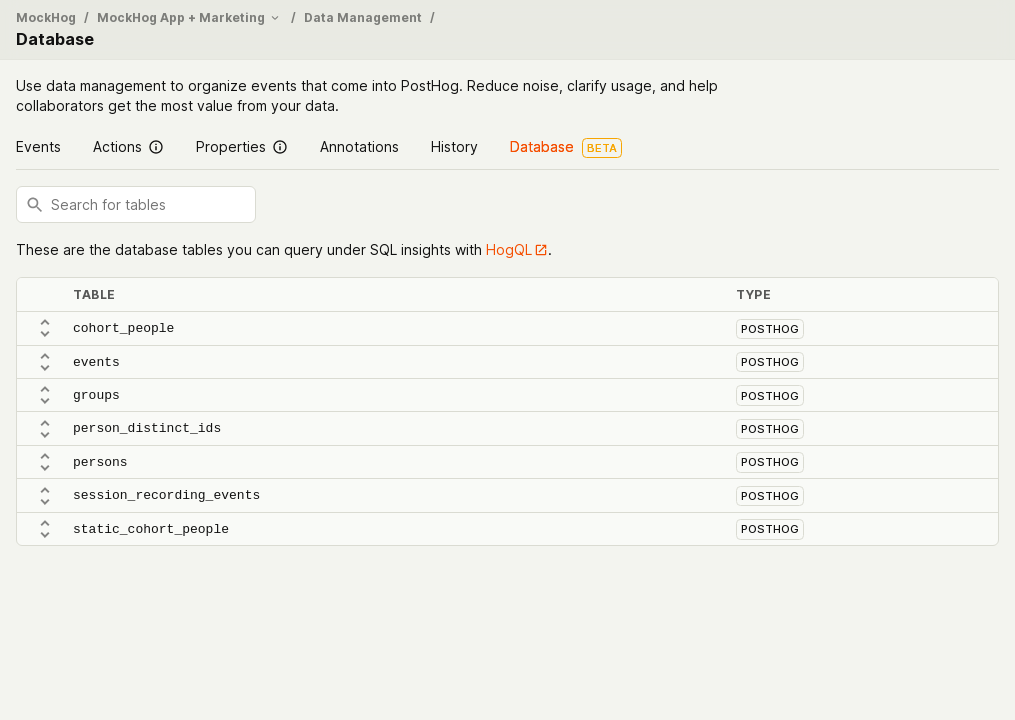 MockHog / MockHog App + Marketing / Data Management /
Database
Use data management to organize events that come into PostHog. Reduce noise, clarify usage, and help
collaborators get the most value from your data.
Events Actions Properties Annotations History Database BETA
Search for tables
These are the database tables you can query under SQL insights with HogQL.
TABLE TYPE
cohort_people POSTHOG
events POSTHOG
groups POSTHOG
person_distinct_ids POSTHOG
persons POSTHOG
session_recording_events POSTHOG
static_cohort_people POSTHOG